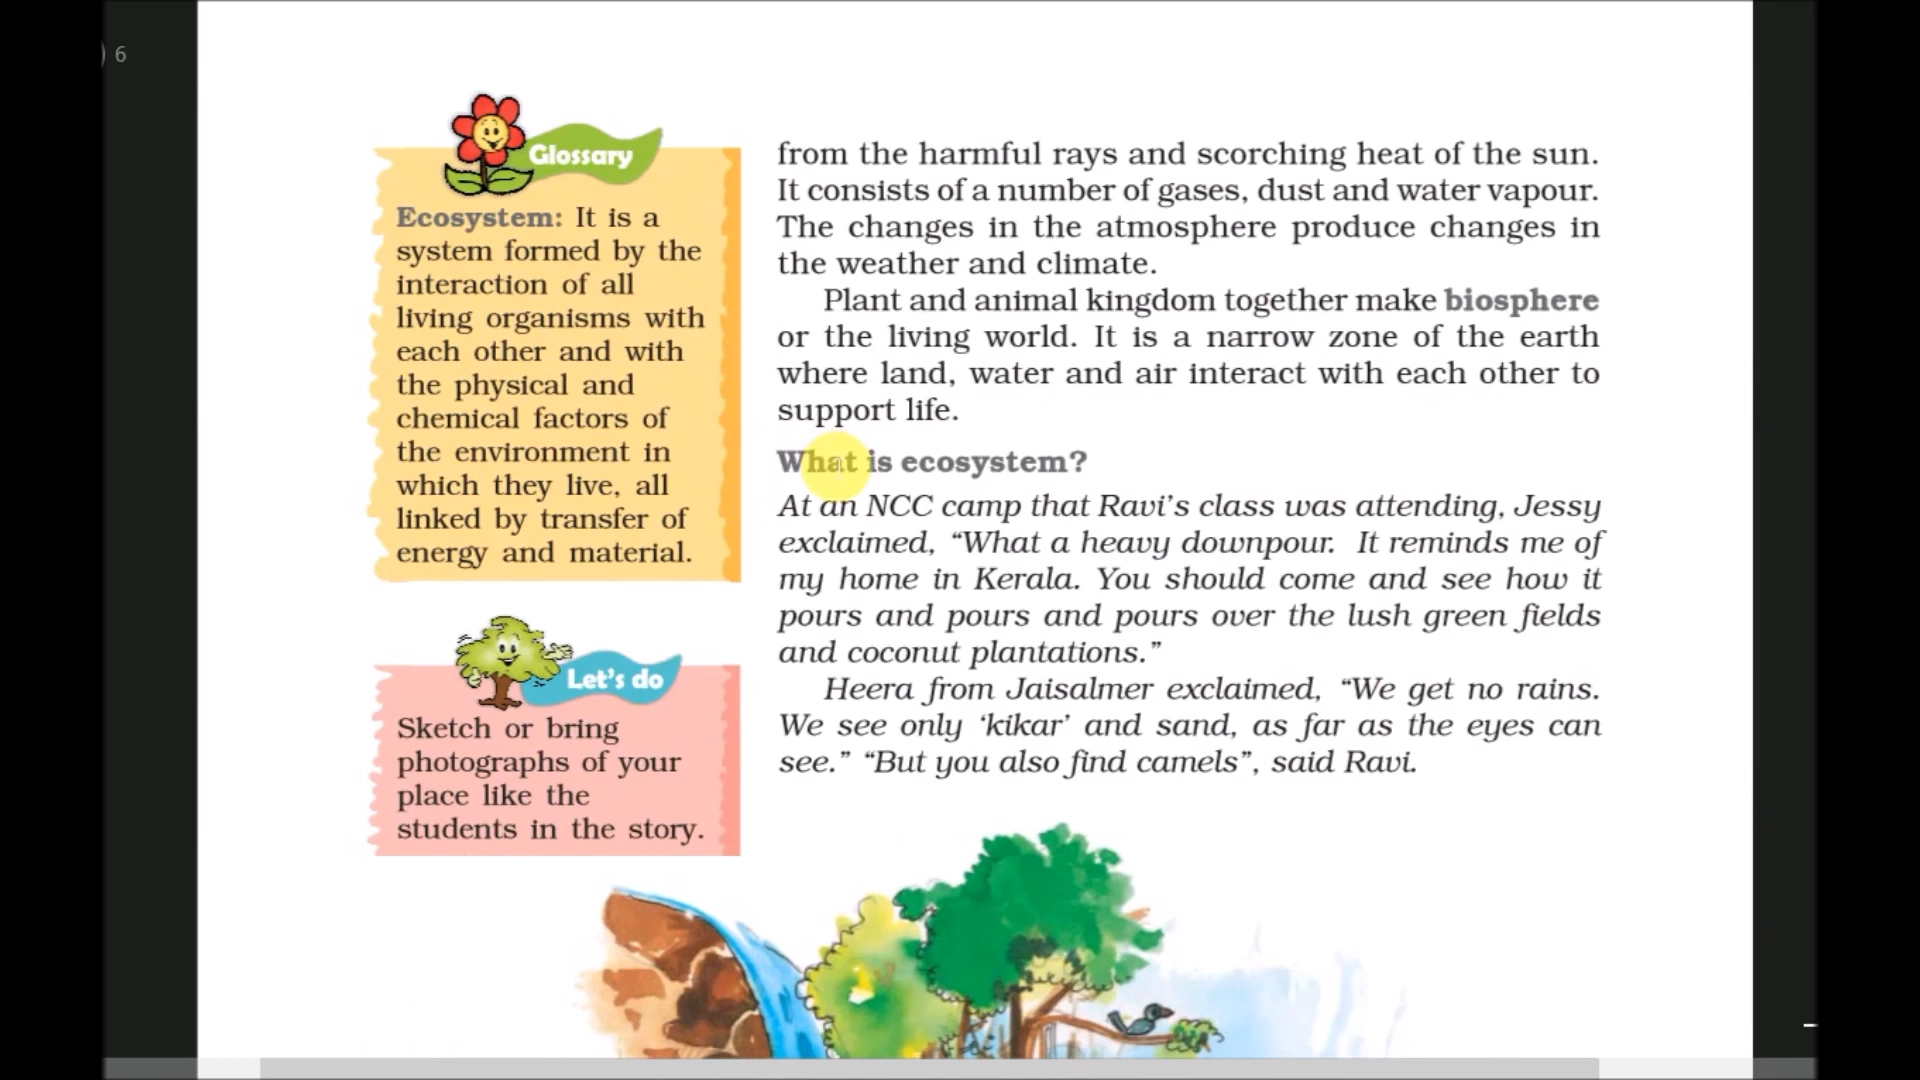 ) 6
Glossary
Ecosystem: It is a
system formed by the
interaction of all
living organisms with
each other and with
the physical and
chemical factors of
the environment in
which they live, all
linked by transfer of
energy and material.
Let's do
Sketch or bring
photographs of your
place like the
students in the story.
from the harmful rays and scorching heat of the sun.
It consists of a number of gases, dust and water vapour.
The changes in the atmosphere produce changes in
the weather and climate.
Plant and animal kingdom together make biosphere
or the living world. It is a narrow zone of the earth
where land, water and air interact with each other to
support life.
What is ecosystem?
At an NCC camp that Ravi's class was attending, Jessy
exclaimed, “What a heavy downpour. It reminds me of
my home in Kerala. You should come and see how it
pours and pours and pours over the lush green fields
and coconut plantations.”
Heera from Jaisalmer exclaimed, “We get no rains.
We see only ‘kikar’ and sand, as far as the eyes can
see.” “But you also find camels”, said Ravi.